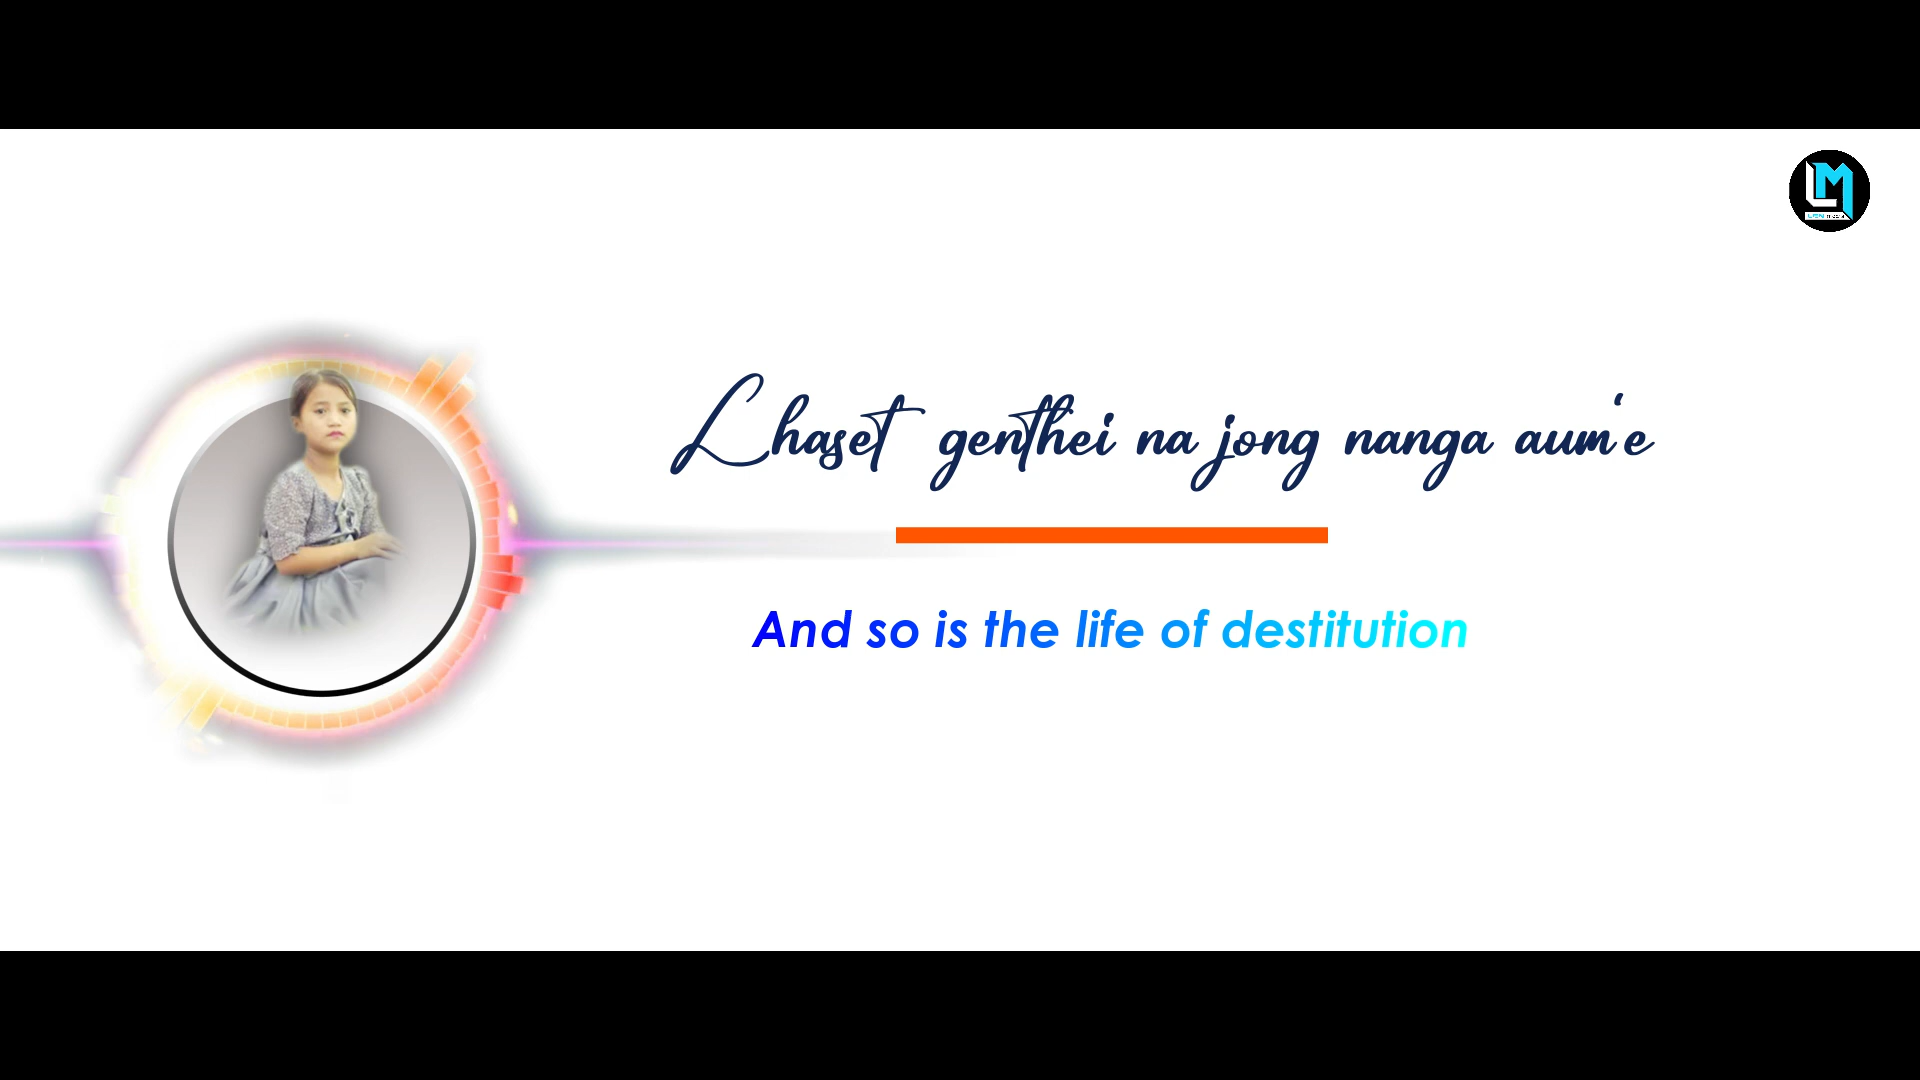 Lhaset genthei na jong nanga aum'e
And so is the life of destitution